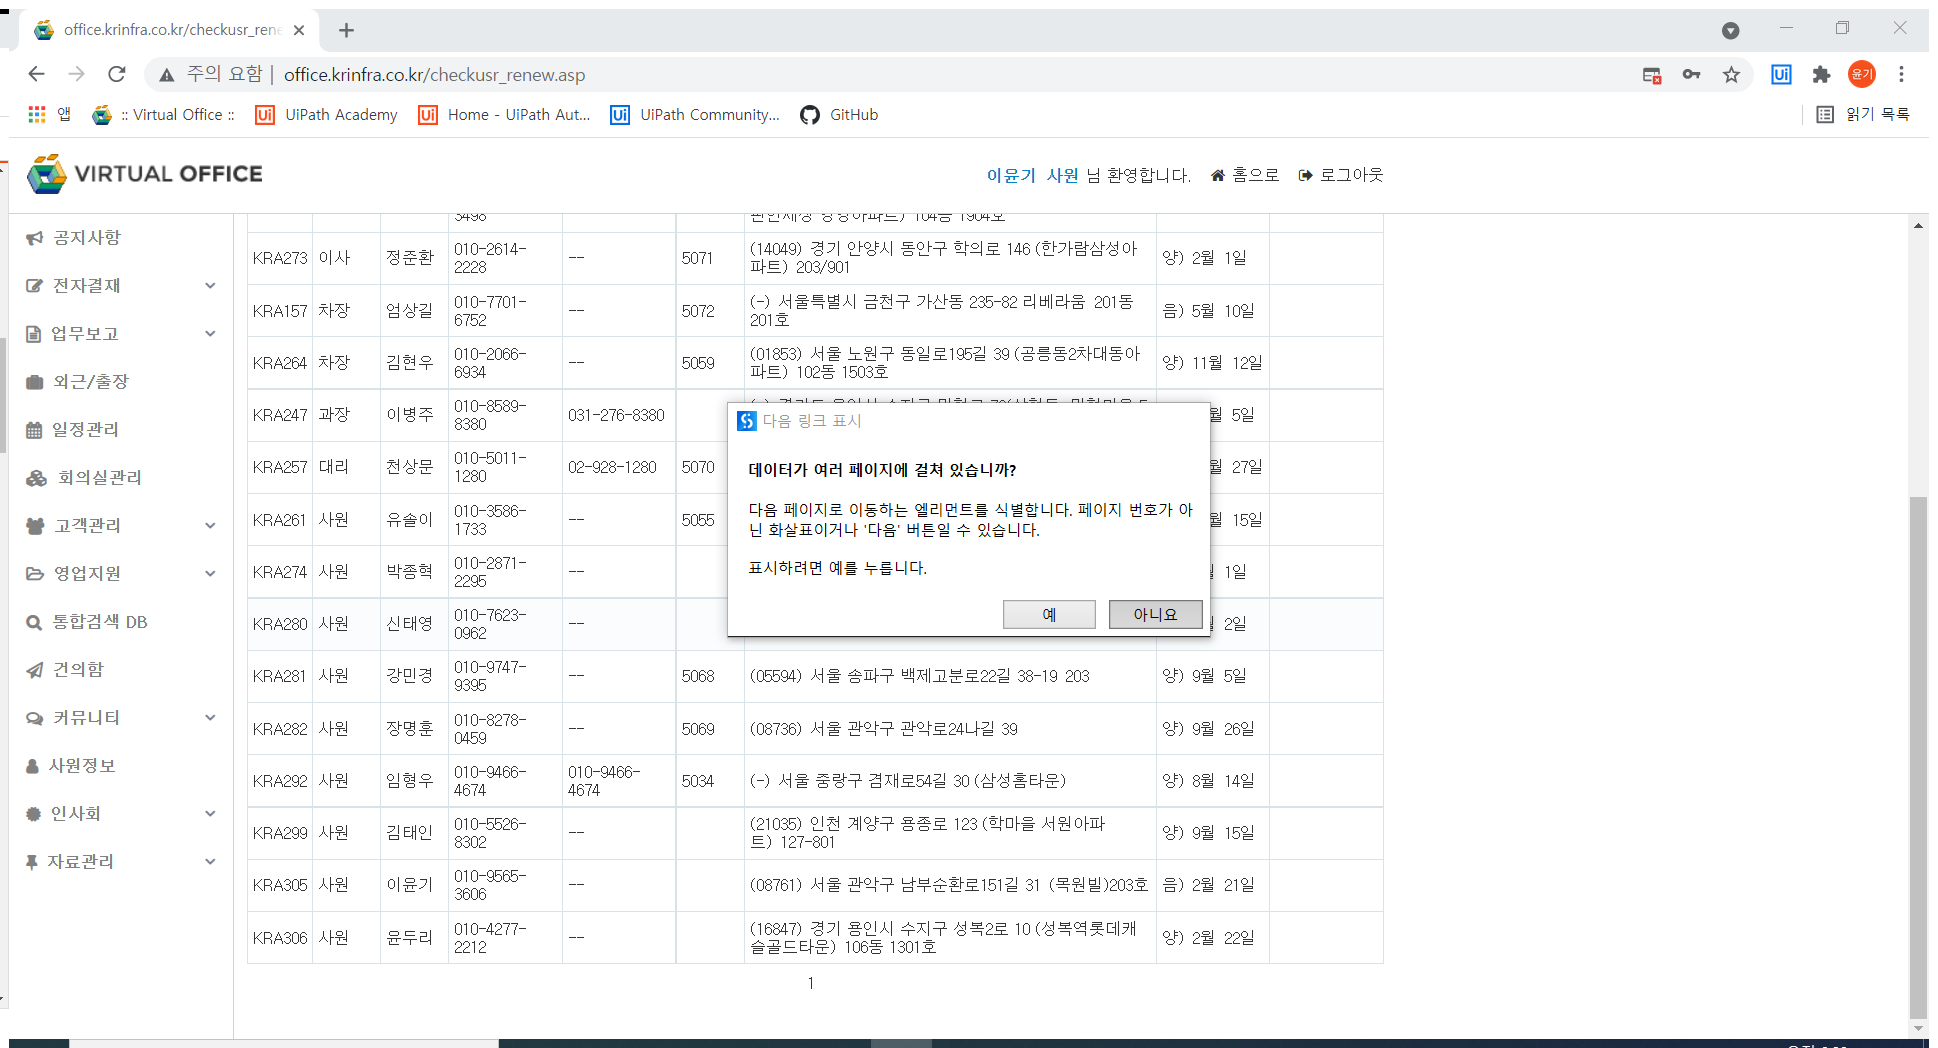 office.krinfra.co.kr/checkusr_rene
주의 요함 | office.krinfra.co.kr/checkusr_renew.asp
윤기
앱 :: Virtual Office :: UiPath Academy Home - UiPath Aut... UiPath Community... GitHub 읽기 목록
VIRTUAL OFFICE
이윤기 사원 님 환영합니다. 홈으로 로그아웃
공지사항
전자결재
업무보고
외근/출장
일정관리
회의실관리
고객관리
영업지원
통합검색 DB
건의함
커뮤니티
사원정보
인사회
자료관리
3498 104동 1904호
KRA273 이사 정준환 010-2614-2228 -- 5071 (14049) 경기 안양시 동안구 학의로 146 (한가람삼성아파트) 203/901 양) 2월 1일
KRA157 차장 엄상길 010-7701-6752 -- 5072 (-) 서울특별시 금천구 가산동 235-82 리베라움 201동 201호 음) 5월 10일
KRA264 차장 김현우 010-2066-6934 -- 5059 (01853) 서울 노원구 동일로195길 39 (공릉동2차대동아파트) 102동 1503호 양) 11월 12일
KRA247 과장 이병주 010-8589-8380 031-276-8380 월 5일
KRA257 대리 천상문 010-5011-1280 02-928-1280 5070 월 27일
KRA261 사원 유솔이 010-3586-1733 -- 5055 월 15일
KRA274 사원 박종혁 010-2871-2295 -- 1일
KRA280 사원 신태영 010-7623-0962 -- 2일
KRA281 사원 강민경 010-9747-9395 -- 5068 (05594) 서울 송파구 백제고분로22길 38-19 203 양) 9월 5일
KRA282 사원 장명훈 010-8278-0459 -- 5069 (08736) 서울 관악구 관악로24나길 39 양) 9월 26일
KRA292 사원 임형우 010-9466-4674 010-9466-4674 5034 (-) 서울 중랑구 겸재로54길 30 (삼성홈타운) 양) 8월 14일
KRA299 사원 김태인 010-5526-8302 -- (21035) 인천 계양구 용종로 123 (학마을 서원아파트) 127-801 양) 9월 15일
KRA305 사원 이윤기 010-9565-3606 -- (08761) 서울 관악구 남부순환로151길 31 (목원빌)203호 음) 2월 21일
KRA306 사원 윤두리 010-4277-2212 -- (16847) 경기 용인시 수지구 성복2로 10 (성복역롯데캐슬골드타운) 106동 1301호 양) 2월 22일
1
다음 링크 표시
데이터가 여러 페이지에 걸쳐 있습니까?
다음 페이지로 이동하는 엘리먼트를 식별합니다. 페이지 번호가 아
닌 화살표이거나 '다음' 버튼일 수 있습니다.
표시하려면 예를 누릅니다.
예 아니요